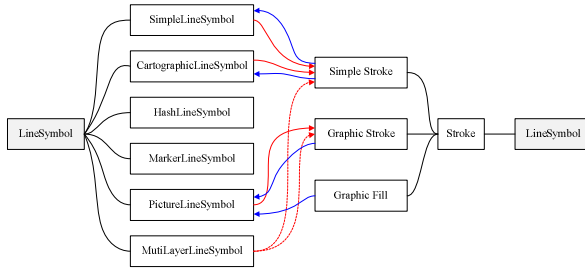 SimpleLineSymbol
CartographicLineSymbol
Simple Stroke
HashLineSymbol
LineSymbol
Graphic Stroke
Stroke
LineSymbol
MarkerLineSymbol
PictureLineSymbol
Graphic Fill
MutiLayerLineSymbol